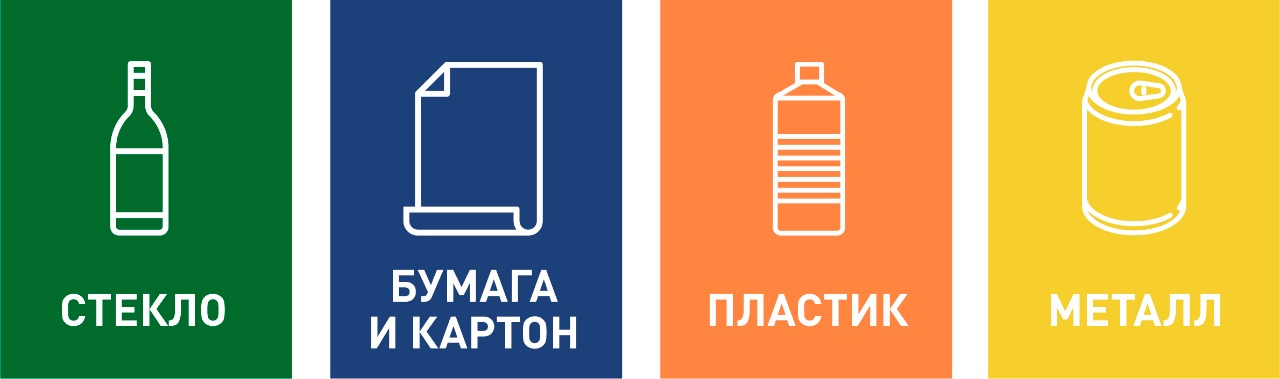 СТЕКЛО
БУМАГА
И КАРТОН
ПЛАСТИК
МЕТАЛЛ